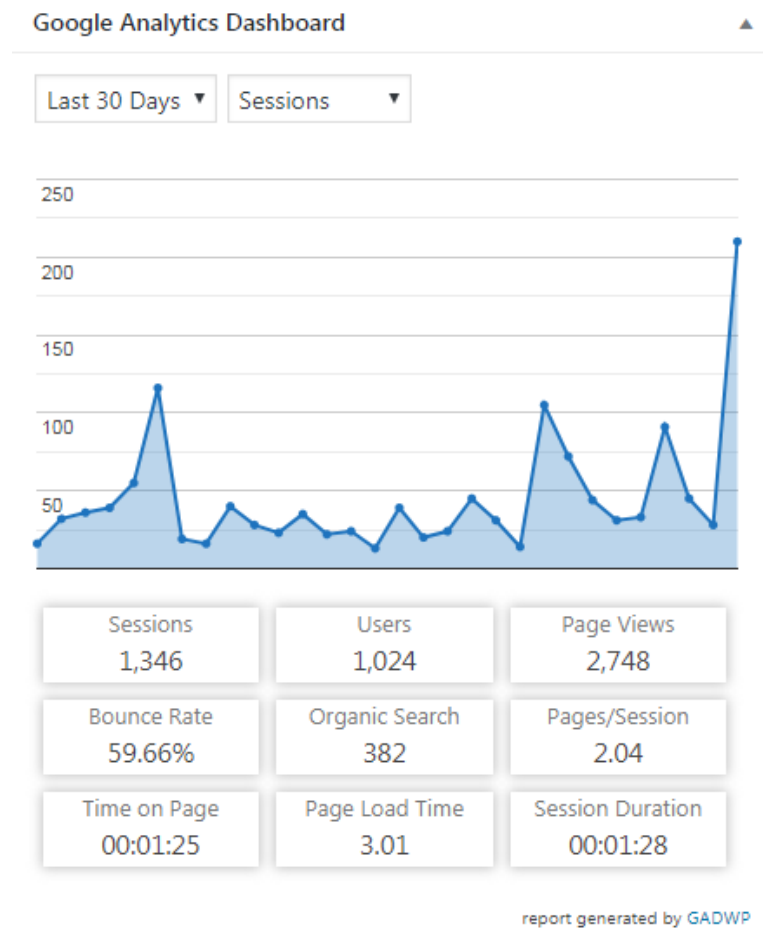 Google Analytics Dashboard ▲
Last 30 Days ▼ Sessions ▼
250
200
150
100
50
Sessions Users Page Views
1,346 1,024 2,748
Bounce Rate Organic Search Pages/Session
59.66% 382 2.04
Time on Page Page Load Time Session Duration
00:01:25 3.01 00:01:28
report generated by GADWP